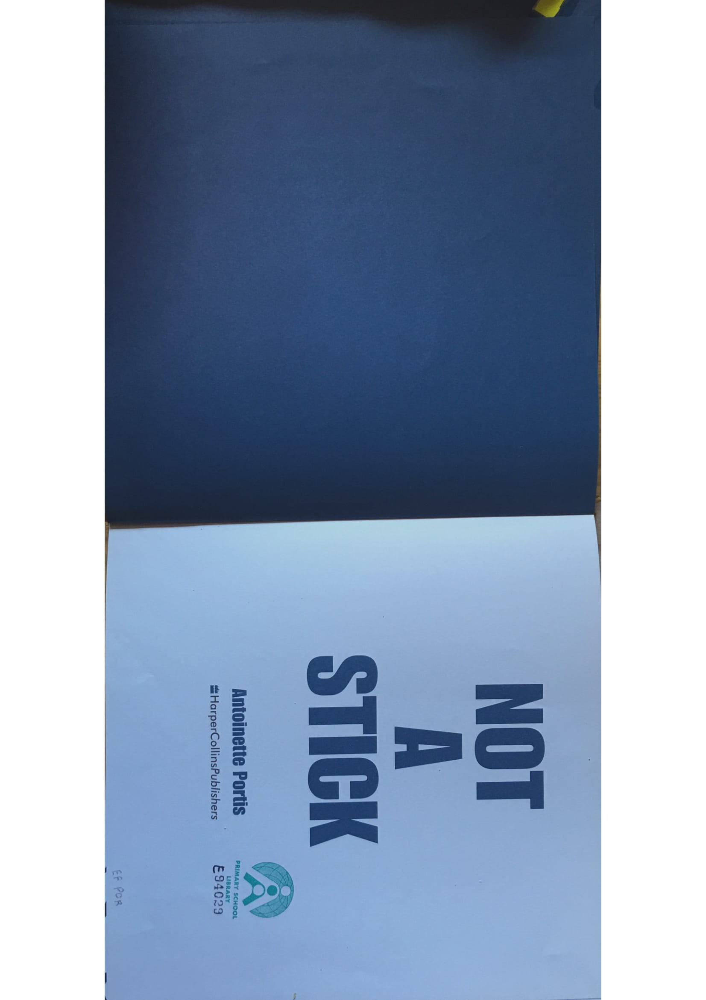 NOT
A
STICK
Antoinette Portis
HarperCollinsPublishers
PRIMARY SCHOOL
LIBRARY
E94029
EF POR